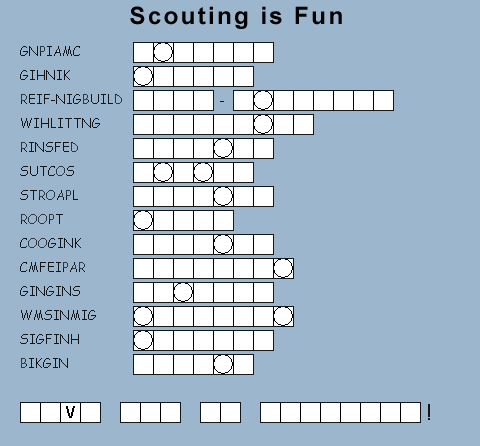 Scouting is Fun
GNPIAMC
GIHNIK
REIF-NIGBUILD -
WIHLITTNG
RINSFED
SUTCOS
STROAPL
ROOPT
COOGINK
CMFEIPAR
GINGINS
WMSINMIG
SIGFINH
BIKGIN
V !